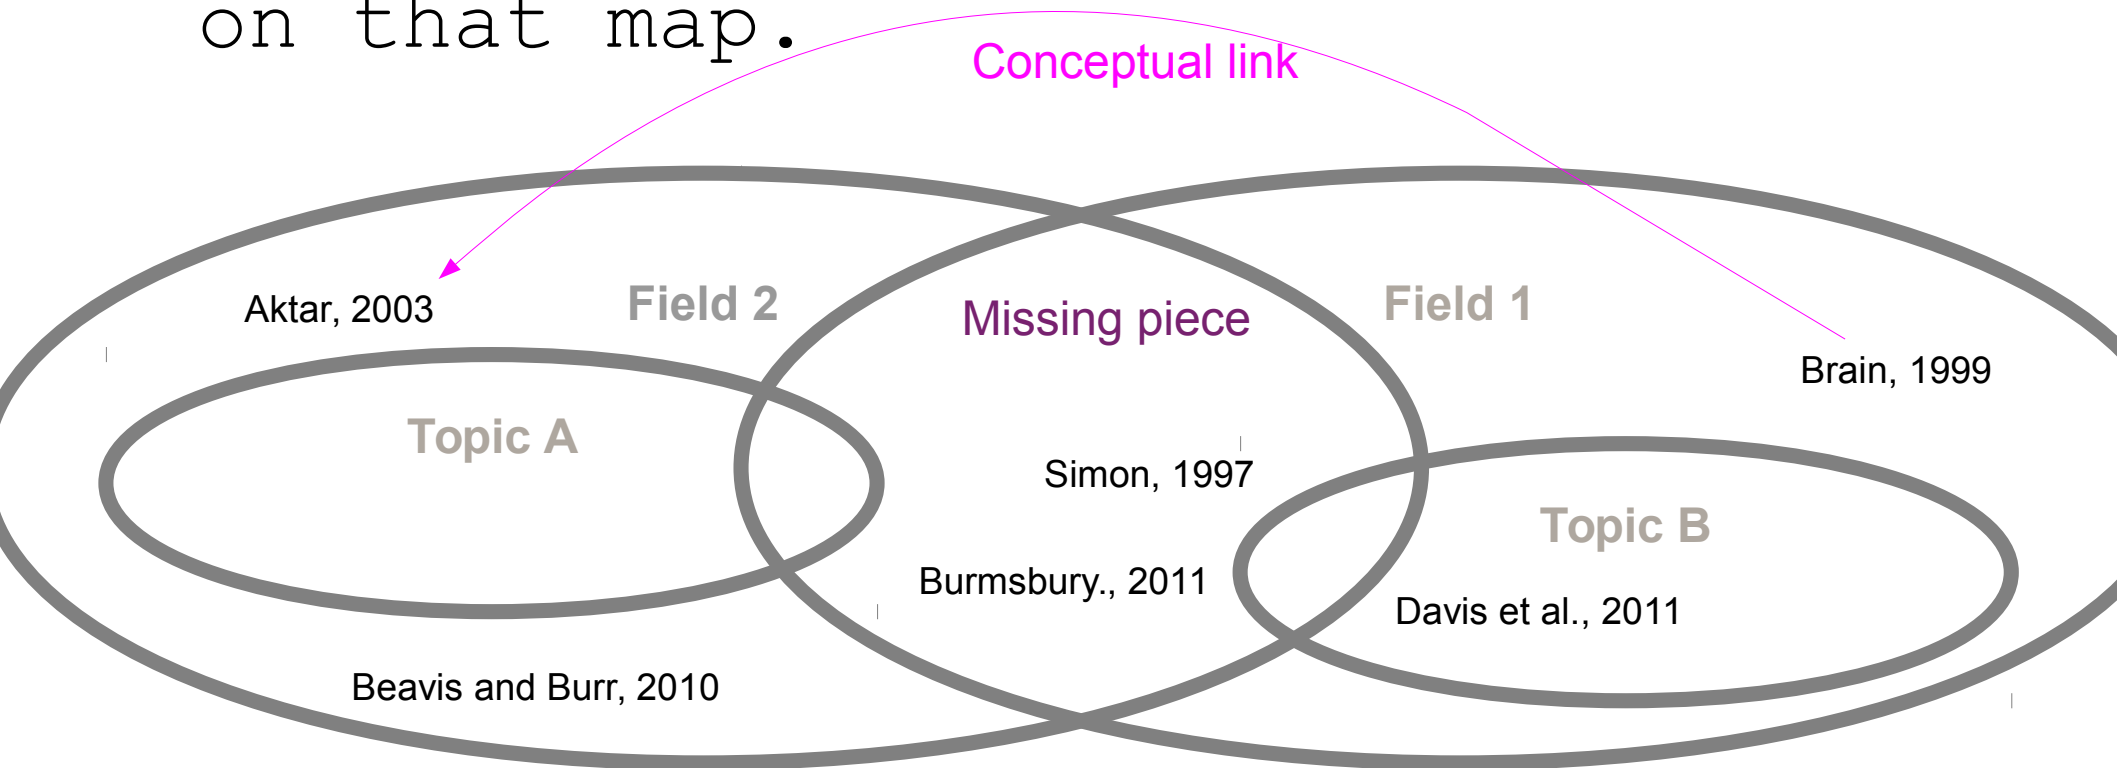 on that map.
Conceptual link
Aktar, 2003
Field 2
Missing piece
Field 1
Brain, 1999
Topic A
Simon, 1997
Topic B
Burmsbury., 2011
Davis et al., 2011
Beavis and Burr, 2010